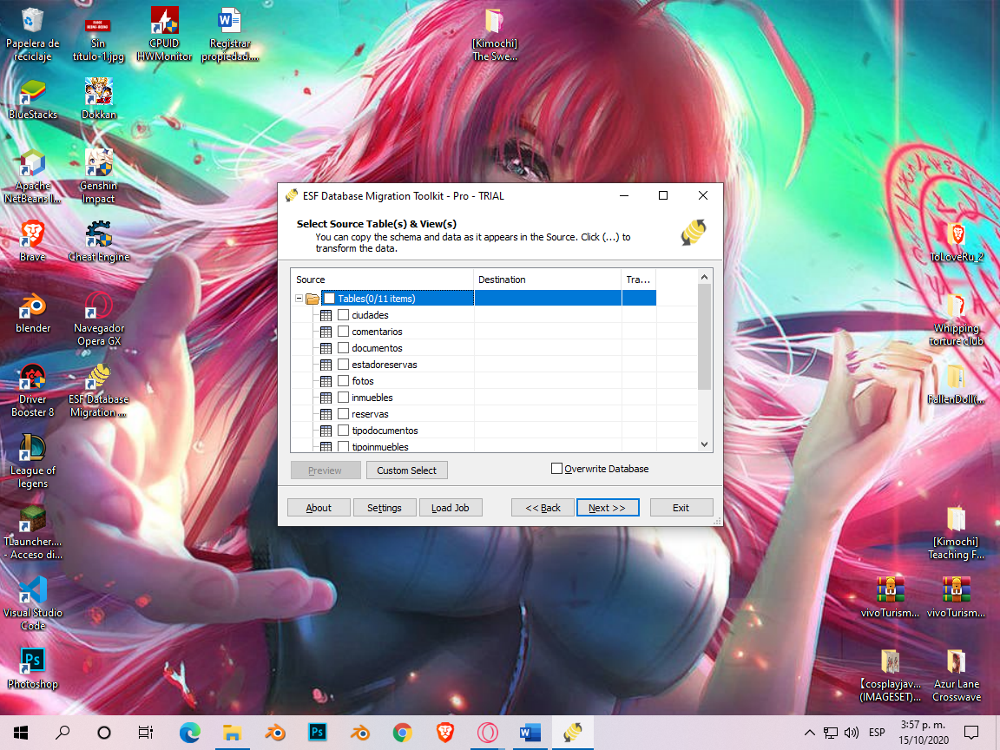 Papelera de
reciclaje
Sin
título-1.jpg
CPUID
HWMonitor
Registrar
propiedad....
[Kimochi]
The Swe...
BlueStacks
Dokkan
Apache
NetBeans I...
Genshin
Impact
Brave
Cheat Engine
blender
Navegador
Opera GX
Driver
Booster 8
ESF Database
Migration ...
League of
legens
TLauncher....
- Acceso di...
Visual Studio
Code
Ps
Photoshop
ESF Database Migration Toolkit - Pro - TRIAL
Select Source Table(s) & View(s)
You can copy the schema and data as it appears in the Source. Click (...) to
transform the data.
Source Destination Tra...
Tables(0/11 items)
ciudades
comentarios
documentos
estadoreservas
fotos
inmuebles
reservas
tipodocumentos
tipoinmuebles
Preview Custom Select Overwrite Database
About Settings Load Job << Back Next >> Exit
ToLoveRu_2
Whipping
torture club
FallenDoll(...
[Kimochi]
Teaching F...
vivoTurism...
vivoTurism...
【cosplayjav...
(IMAGESET)...
Azur Lane
Crosswave
Ps
ESP
3:57 p. m.
15/10/2020